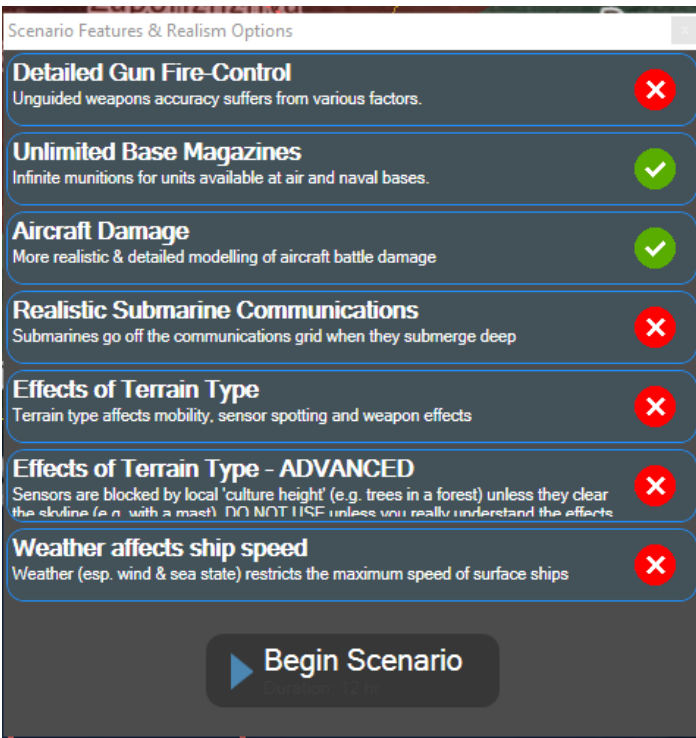 Scenario Features & Realism Options
x
Detailed Gun Fire-Control
Unguided weapons accuracy suffers from various factors.
Unlimited Base Magazines
Infinite munitions for units available at air and naval bases.
Aircraft Damage
More realistic & detailed modelling of aircraft battle damage
Realistic Submarine Communications
Submarines go off the communications grid when they submerge deep
Effects of Terrain Type
Terrain type affects mobility, sensor spotting and weapon effects
Effects of Terrain Type - ADVANCED
Sensors are blocked by local 'culture height' (e.g. trees in a forest) unless they clear
the skyline (e.g. with a mast). DO NOT USE unless you really understand the effects
Weather affects ship speed
Weather (esp. wind & sea state) restricts the maximum speed of surface ships
Begin Scenario
Duration: 12 hr